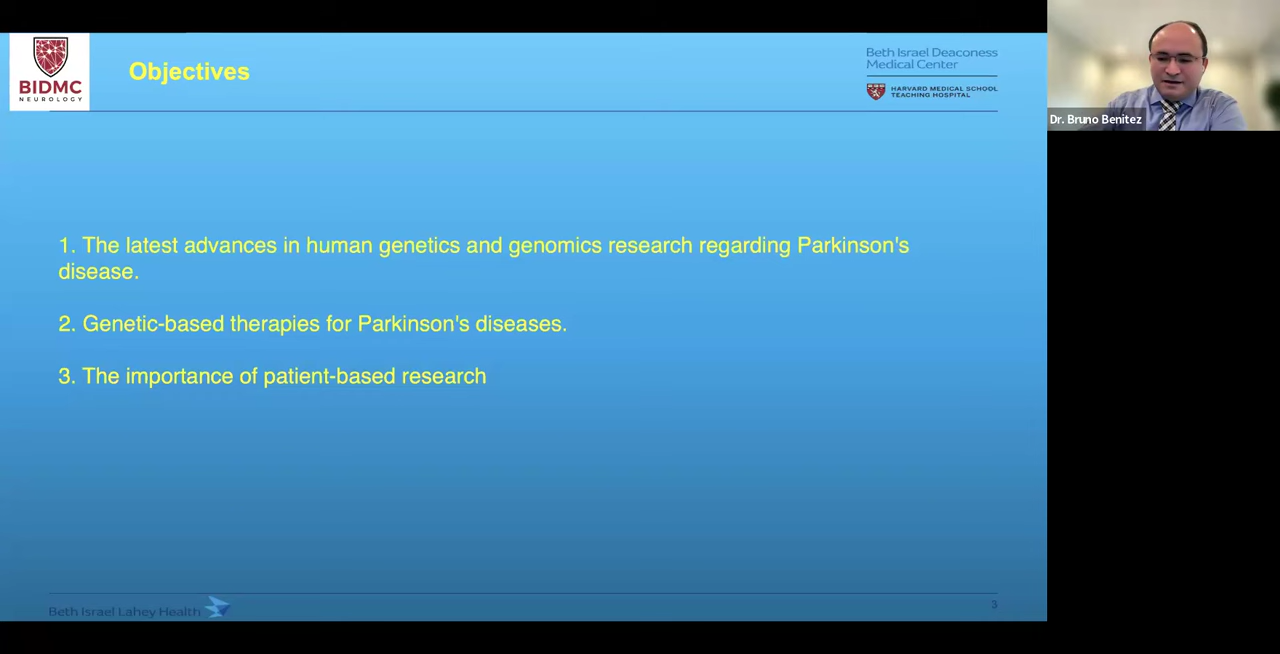 BIDMC
NEUROLOGY
Objectives
Beth Israel Deaconess
Medical Center
HARVARD MEDICAL SCHOOL
TEACHING HOSPITAL
Dr. Bruno Benitez
1. The latest advances in human genetics and genomics research regarding Parkinson's
disease.
2. Genetic-based therapies for Parkinson's diseases.
3. The importance of patient-based research
Beth Israel Lahey Health
3